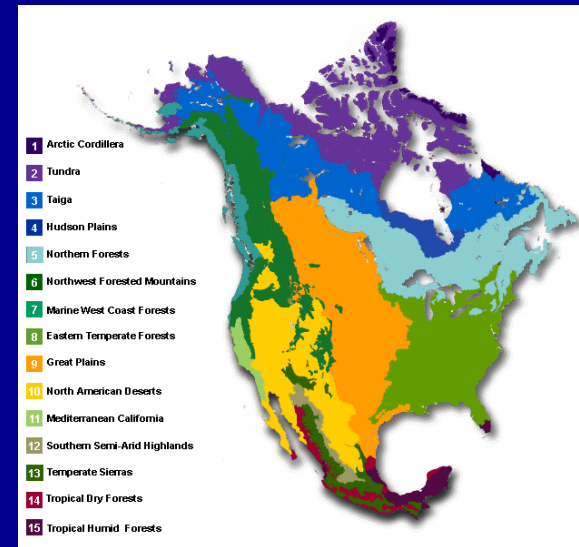 1 Arctic Cordillera
2 Tundra
3 Taiga
4 Hudson Plains
5 Northern Forests
6 Northwest Forested Mountains
7 Marine West Coast Forests
8 Eastern Temperate Forests
9 Great Plains
10 North American Deserts
11 Mediterranean California
12 Southern Semi-Arid Highlands
13 Temperate Sierras
14 Tropical Dry Forests
15 Tropical Humid Forests